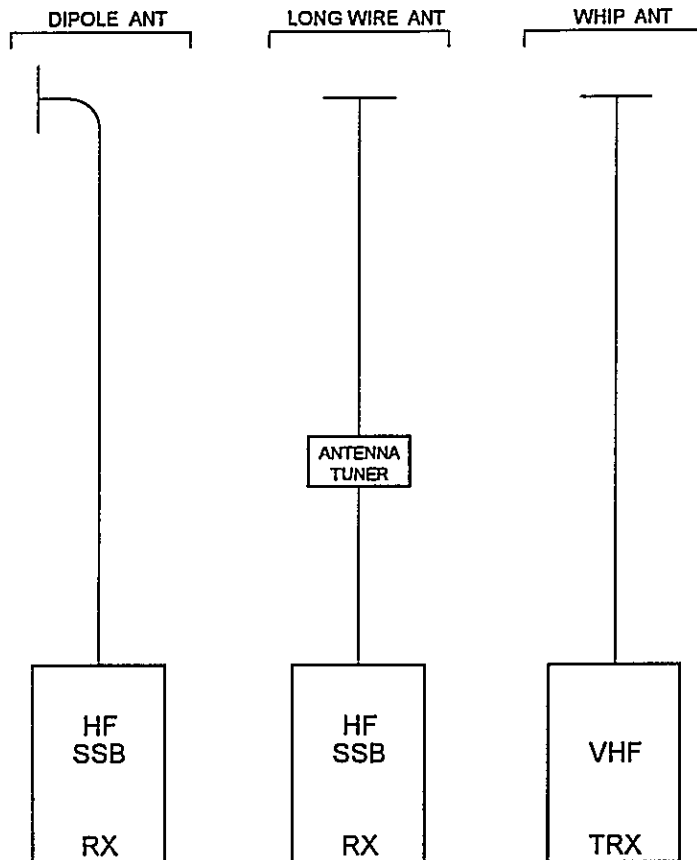 DIPOLE ANT
LONG WIRE ANT
WHIP ANT
ANTENNA
TUNER
HF
SSB
RX
HF
SSB
RX
VHF
TRX